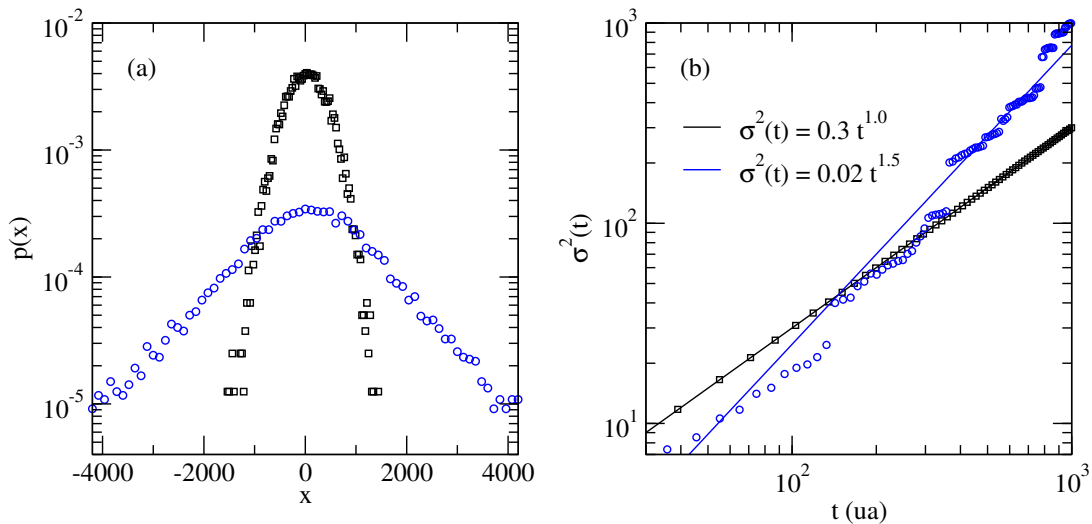 10^-2
10^-3
10^-4
10^-5
p(x)
(a)
-4000 -2000 0 2000 4000
x
10^3
10^2
10^1
σ^2(t)
(b)
σ^2(t) = 0.3 t^1.0
σ^2(t) = 0.02 t^1.5
10^2 10^3
t (ua)